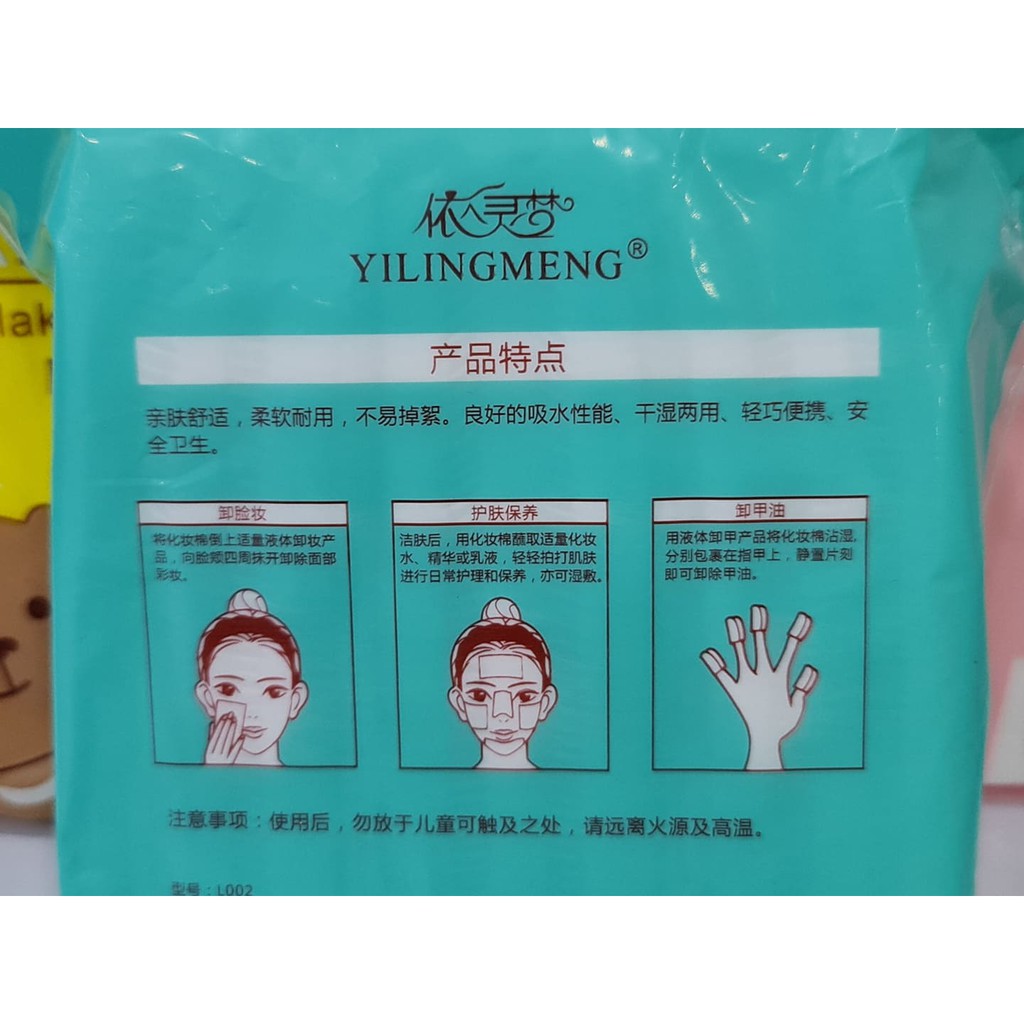 依灵梦
YILINGMENG®
产品特点
亲肤舒适，柔软耐用，不易掉絮。良好的吸水性能、干湿两用、轻巧便携、安
全卫生。
卸脸妆
将化妆棉倒上适量液体卸妆产
品，向脸颊四周抹开卸除面部
彩妆。
护肤保养
洁肤后，用化妆棉蘸取适量化妆
水、精华或乳液，轻轻拍打肌肤
进行日常护理和保养，亦可湿敷。
卸甲油
用液体卸甲产品将化妆棉沾湿，
分别包裹在指甲上，静置片刻
即可卸除甲油。
注意事项：使用后，勿放于儿童可触及之处，请远离火源及高温。
型号：L002